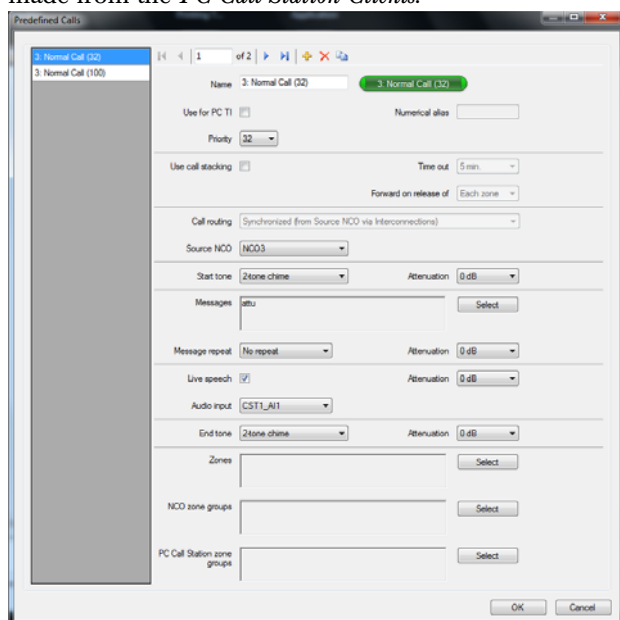 made from the PC Call Station Clients.
Predefined Calls
3: Normal Call (32)
3: Normal Call (100)
1 of 2
Name 3: Normal Call (32) 3: Normal Call (32)
Use for PC TI Numerical alias
Priority 32
Use call stacking Time out 5 min.
Forward on release of Each zone
Call routing Synchronized (from Source NCO via Interconnections)
Source NCO NCO3
Start tone 2-tone chime Attenuation 0 dB
Messages attu Select
Message repeat No repeat Attenuation 0 dB
Live speech Attenuation 0 dB
Audio input CST1_AI1
End tone 2-tone chime Attenuation 0 dB
Zones Select
NCO zone groups Select
PC Call Station zone groups Select
OK Cancel